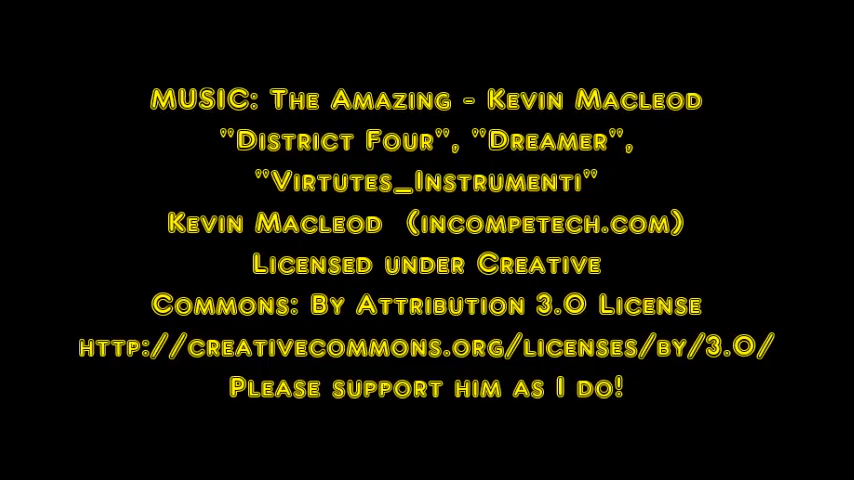 MUSIC: The Amazing - Kevin Macleod
"District Four", "Dreamer",
"Virtutes_Instrumenti"
Kevin Macleod (incompetech.com)
Licensed under Creative
Commons: By Attribution 3.0 License
http://creativecommons.org/licenses/by/3.0/
Please support him as I do!